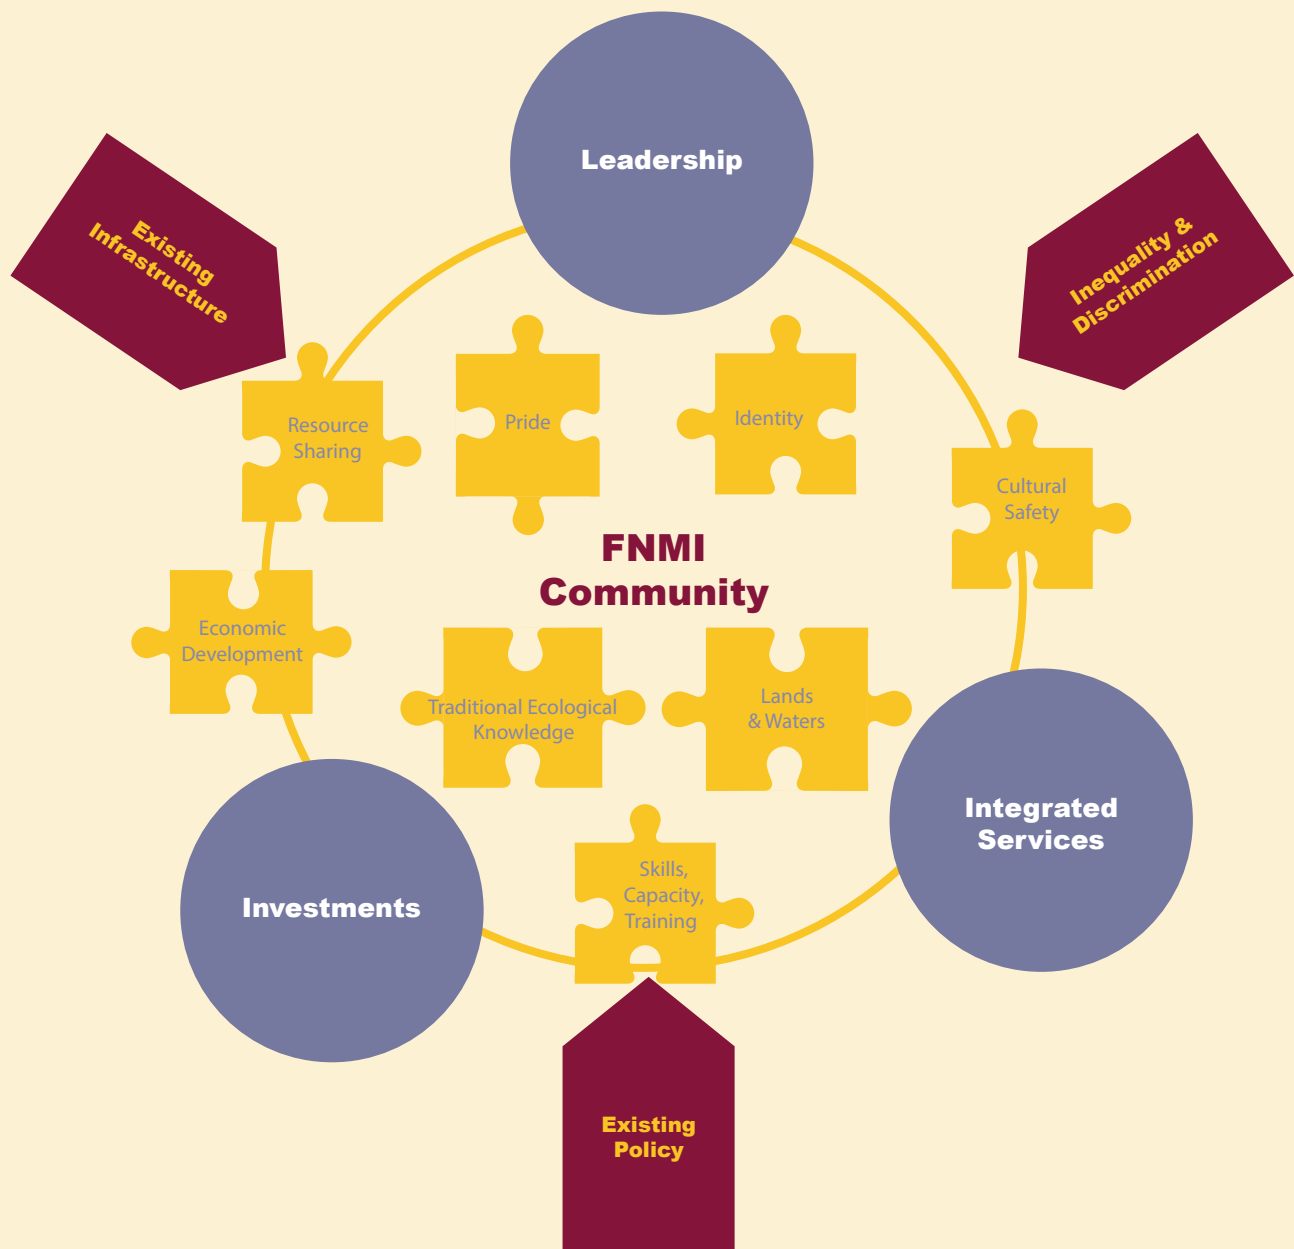 Leadership
Existing
Infrastructure
Inequality &
Discrimination
Resource
Sharing
Pride
Identity
Cultural
Safety
FNMI
Community
Economic
Development
Traditional Ecological
Knowledge
Lands
& Waters
Integrated
Services
Skills,
Capacity,
Training
Investments
Existing
Policy